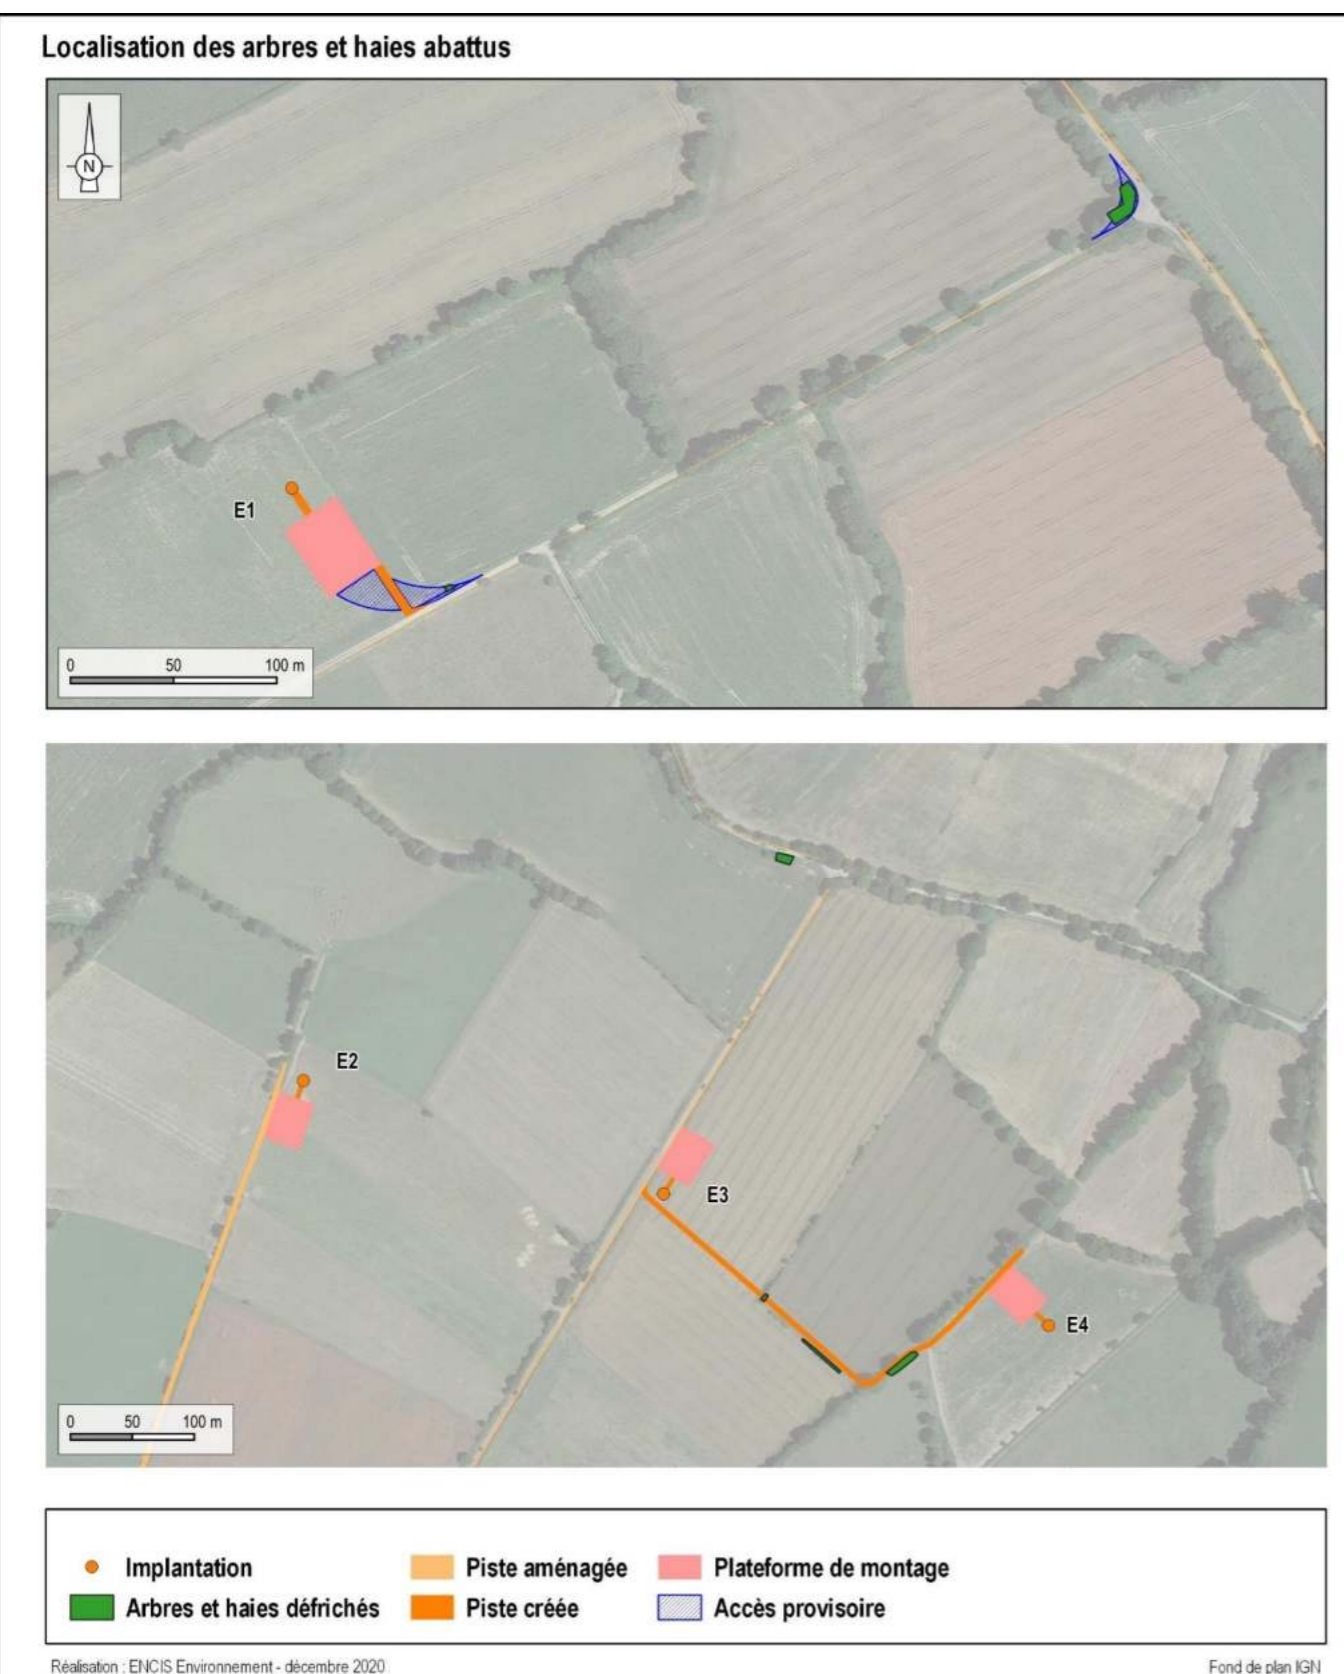 Localisation des arbres et haies abattus
N
E1
0 50 100 m
E2
E3
E4
0 50 100 m
Implantation
Piste aménagée
Plateforme de montage
Arbres et haies défrichés
Piste créée
Accès provisoire
Réalisation : ENCIS Environnement - décembre 2020
Fond de plan IGN